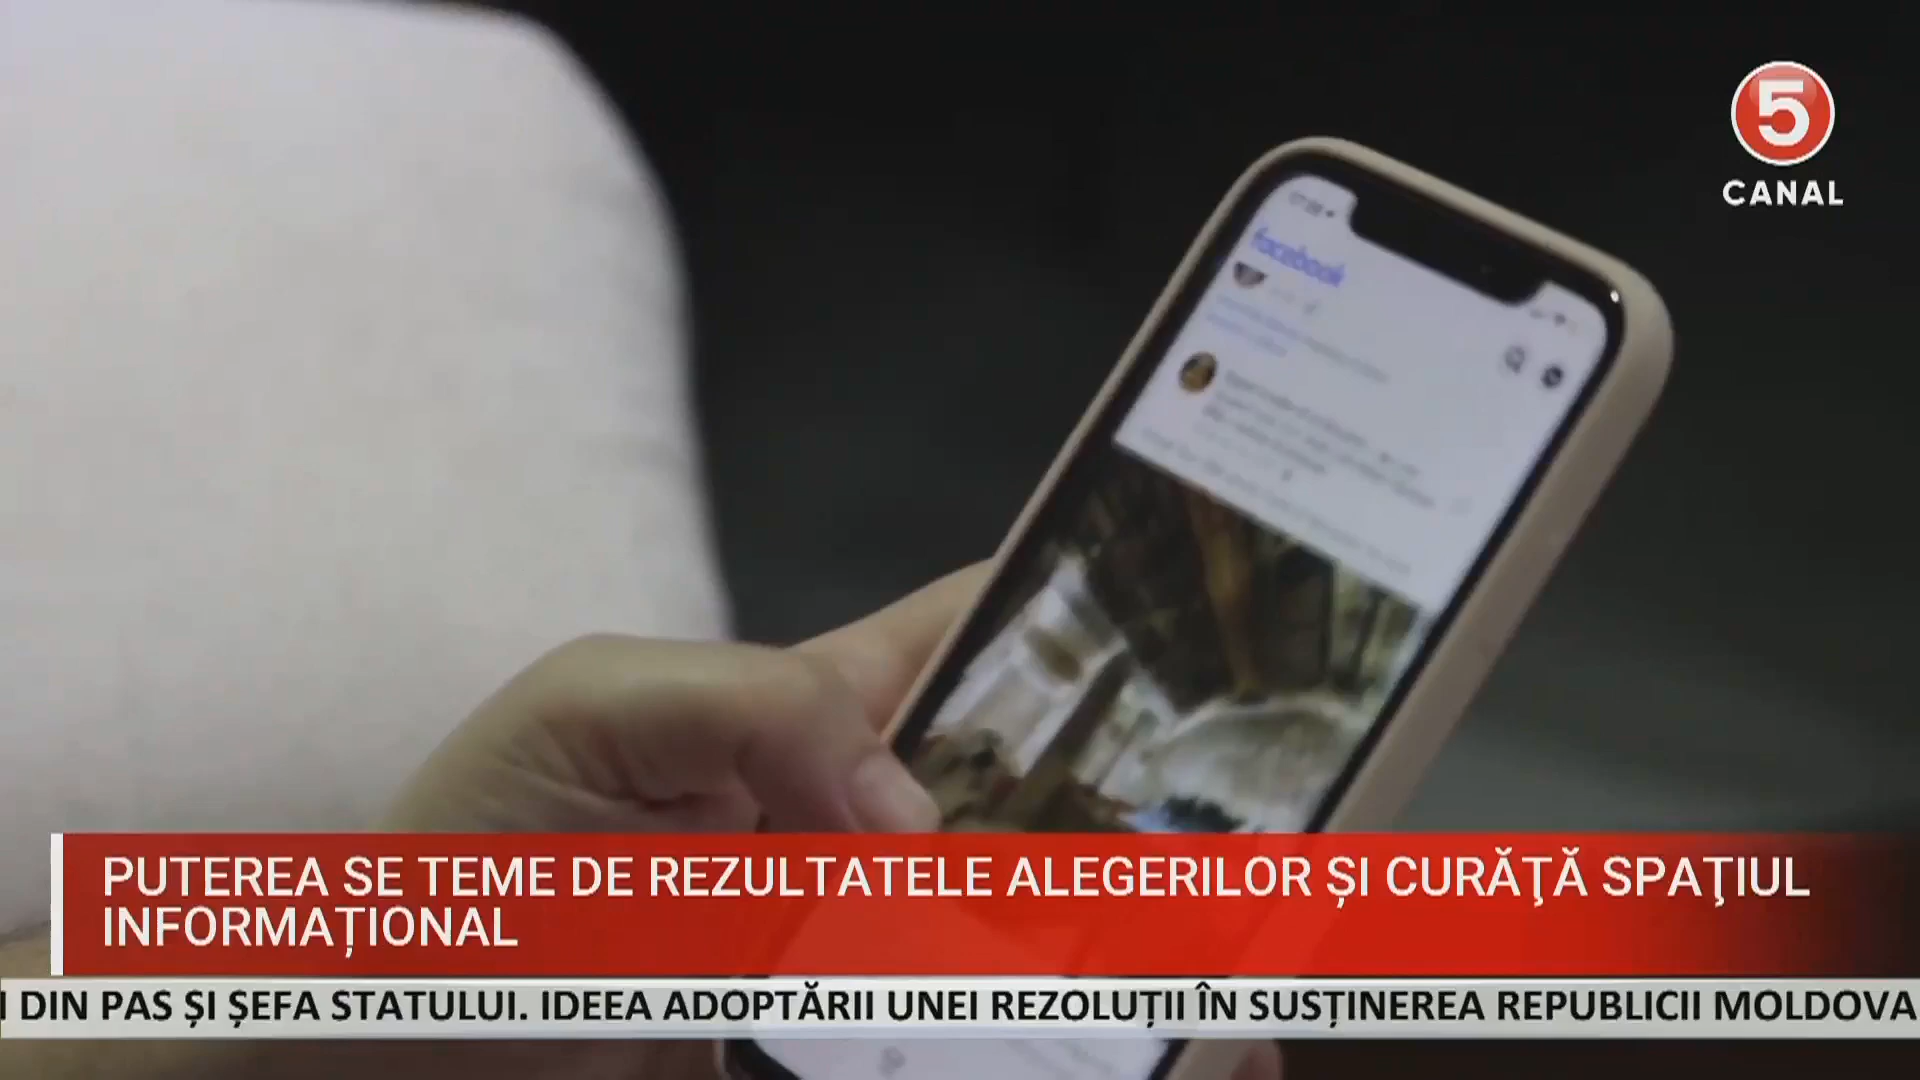 5
CANAL
facebook
PUTEREA SE TEME DE REZULTATELE ALEGERILOR ȘI CURĂŢĂ SPAŢIUL
INFORMAȚIONAL
DIN PAS ȘI ȘEFA STATULUI. IDEEA ADOPTĂRII UNEI REZOLUȚII ÎN SUSȚINEREA REPUBLICII MOLDOVA